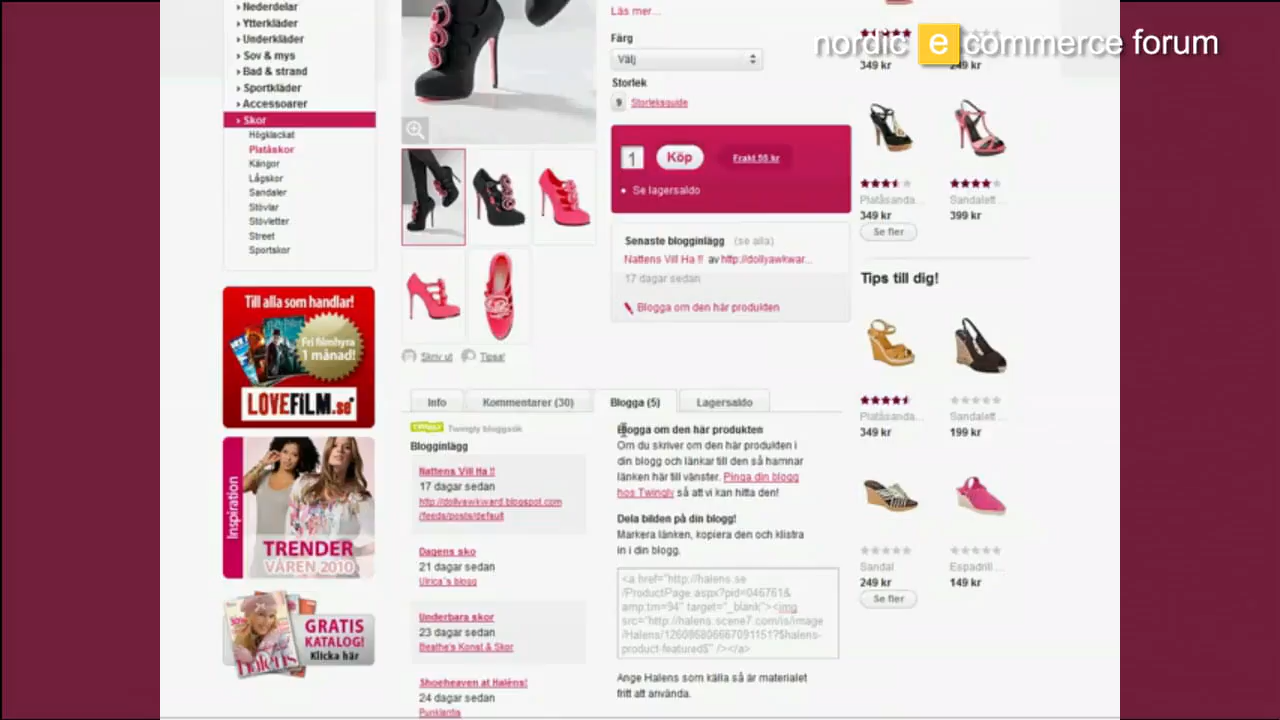 nordic e commerce forum
Nederdelar
Ytterkläder
Underkläder
Sov & mys
Bad & strand
Sportkläder
Accessoarer
Skor
Högklackat
Platåskor
Kängor
Lågskor
Sandaler
Stövlar
Stövletter
Street
Sportskor
Till alla som handlar!
Fri filmhyra
1 månad!
LOVEFiLM.se
Inspiration
TRENDER
VÅREN 2010
GRATIS
KATALOG!
Klicka här
Skriv ut
Tipsa!
Läs mer...
Färg
Välj
Storlek
9 Storleksguide
1 Köp Frakt 55 kr
Se lagersaldo
Senaste blogginlägg (se alla)
Nattens Vill Ha !! av http://dollyawkwar...
17 dagar sedan
Blogga om den här produkten
Info Kommentarer (30) Blogga (5) Lagersaldo
Twingly bloggsök
Blogginlägg
Nattens Vill Ha !!
17 dagar sedan
http://dollyawkward.blogspot.com
/feeds/posts/default
Dagens sko
21 dagar sedan
Ulrica´s blogg
Underbara skor
23 dagar sedan
Beathe's Konst & Skor
Shoeheaven at Haléns!
24 dagar sedan
Punklantis
Blogga om den här produkten
Om du skriver om den här produkten i
din blogg och länkar till den så hamnar
länken här till vänster. Pinga din blogg
hos Twingly så att vi kan hitta den!
Dela bilden på din blogg!
Markera länken, kopiera den och klistra
in i din blogg.
<a href="http://halens.se
/ProductPage.aspx?pid=046761&
amp;tm=94" target="_blank"><img
src="http://halens.scene7.com/is/image
/Halens/1260868066670911517$halens-
product-featured$" /></a>
Ange Halens som källa så är materialet
fritt att använda.
349 kr 249 kr
Platåsanda... Sandalett ...
349 kr 399 kr
Se fler
Tips till dig!
Platåsanda... Sandalett ...
349 kr 199 kr
Sandal Espadrill ...
249 kr 149 kr
Se fler